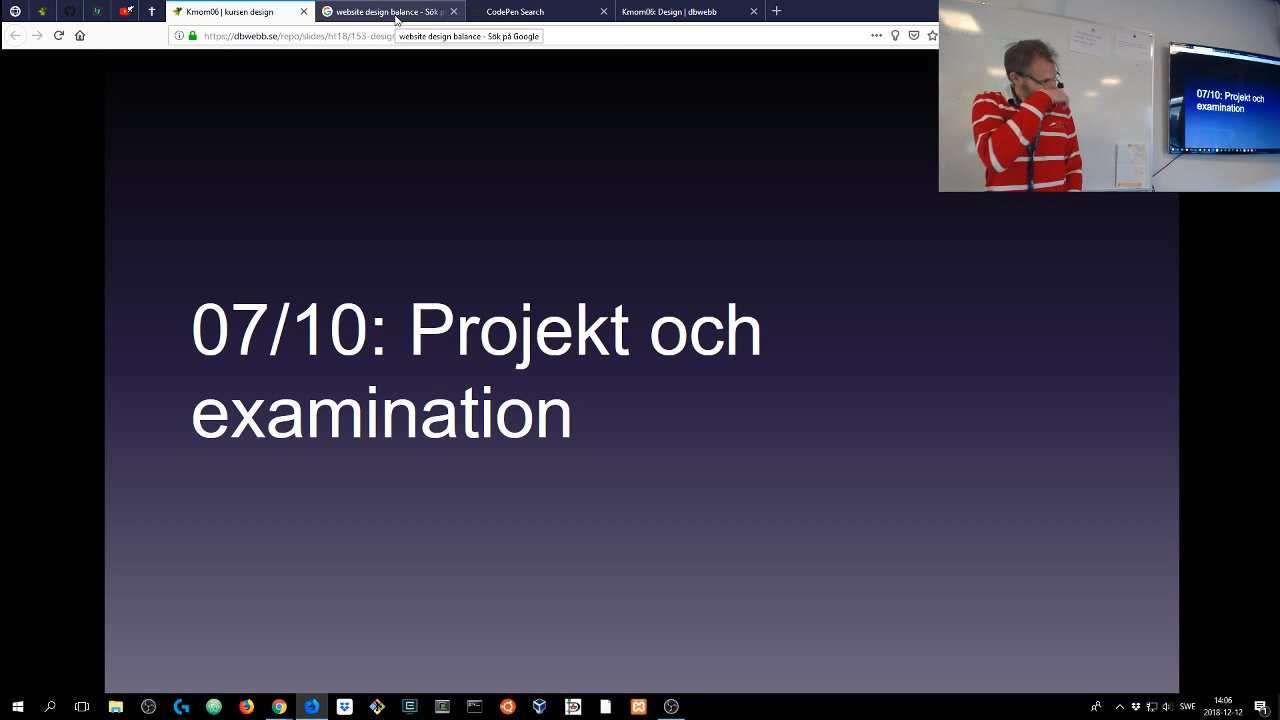 Kmom06 | kursen design
website design balance - Sök p
CodePen Search
Kmom06: Design | dbwebb
https://dbwebb.se/repo/slides/ht18/153-design
website design balance - Sök på Google
07/10: Projekt och
examination
07/10: Projekt och
examination
SWE
14:06
2018-12-12